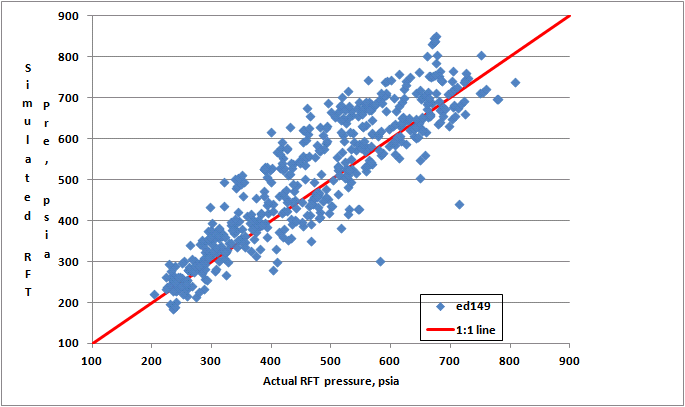 900
800
700
600
500
400
300
200
100
Simulated RFT
Pre, psia
100 200 300 400 500 600 700 800 900
Actual RFT pressure, psia
ed149
1:1 line